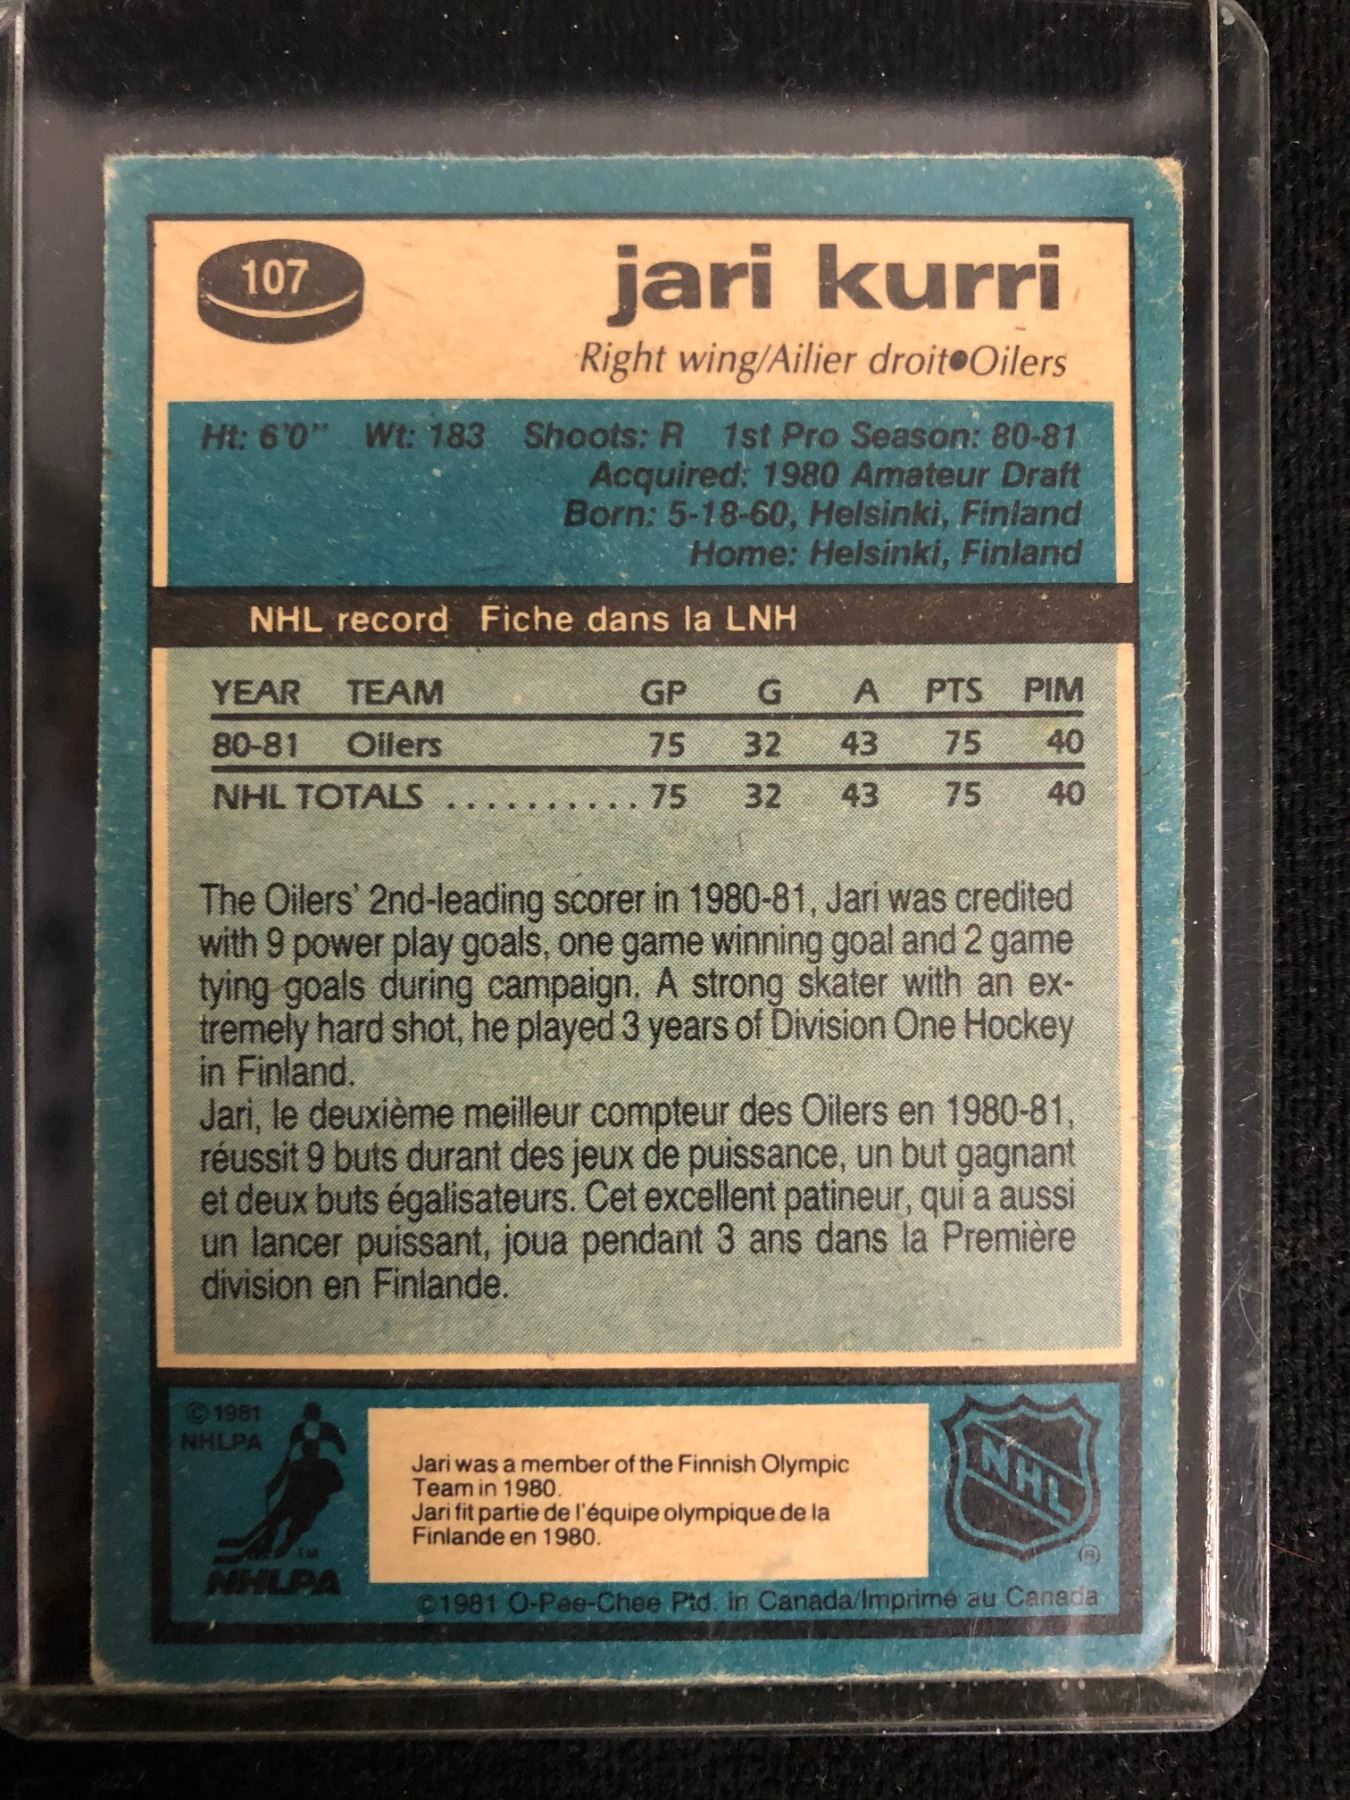 107
jari kurri
Right wing/Ailier droit●Oilers
Ht: 6'0" Wt: 183 Shoots: R 1st Pro Season: 80-81
Acquired: 1980 Amateur Draft
Born: 5-18-60, Helsinki, Finland
Home: Helsinki, Finland
NHL record Fiche dans la LNH
YEAR TEAM GP G A PTS PIM
80-81 Oilers 75 32 43 75 40
NHL TOTALS .......... 75 32 43 75 40
The Oilers' 2nd-leading scorer in 1980-81, Jari was credited
with 9 power play goals, one game winning goal and 2 game
tying goals during campaign. A strong skater with an ex-
tremely hard shot, he played 3 years of Division One Hockey
in Finland.
Jari, le deuxième meilleur compteur des Oilers en 1980-81,
réussit 9 buts durant des jeux de puissance, un but gagnant
et deux buts égalisateurs. Cet excellent patineur, qui a aussi
un lancer puissant, joua pendant 3 ans dans la Première
division en Finlande.
© 1981
NHLPA
TM
NHLPA
Jari was a member of the Finnish Olympic
Team in 1980.
Jari fit partie de l'équipe olympique de la
Finlande en 1980.
NHL
®
©1981 O-Pee-Chee Ptd. in Canada/Imprimé au Canada